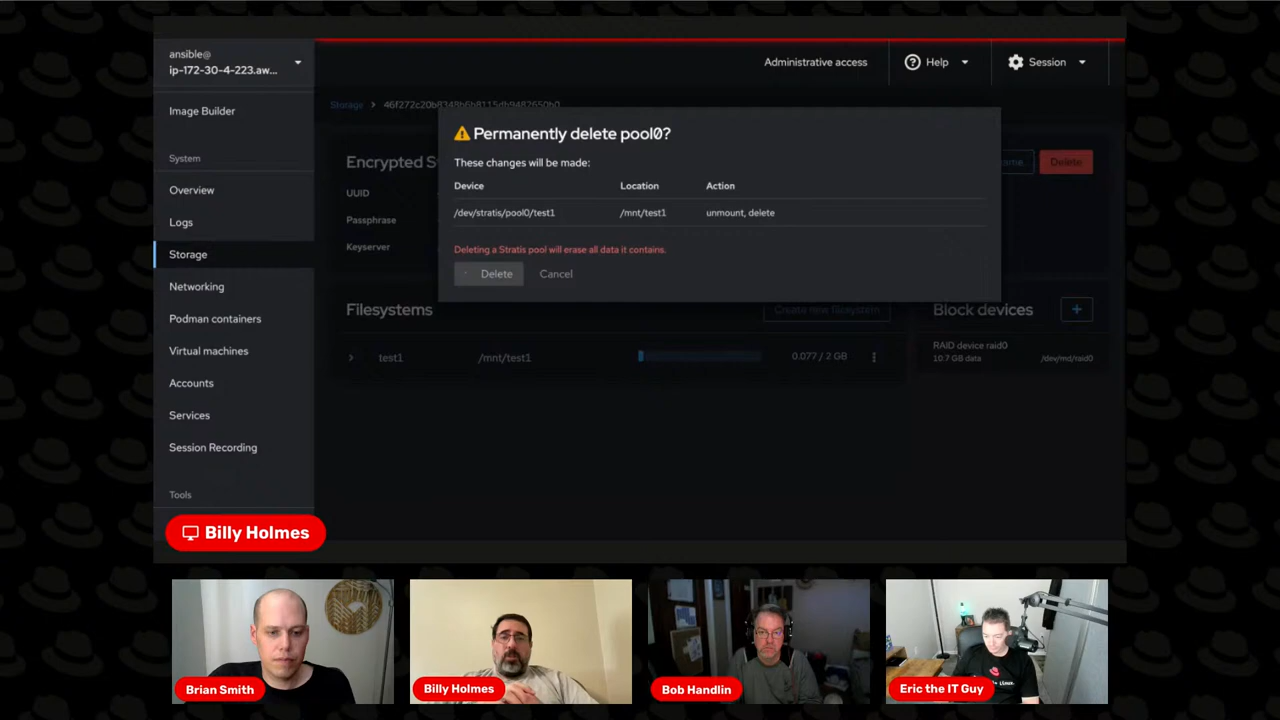 ansible@
ip-172-30-4-223.aw...
Administrative access
Help
Session
Image Builder
System
Overview
Logs
Storage
Networking
Podman containers
Virtual machines
Accounts
Services
Session Recording
Tools
Storage > 46f272c20b8348b6b8115db9482650b0
Encrypted S
UUID
Passphrase
Keyserver
ame
Delete
Permanently delete pool0?
These changes will be made:
Device Location Action
/dev/stratis/pool0/test1 /mnt/test1 unmount, delete
Deleting a Stratis pool will erase all data it contains.
Delete Cancel
Filesystems
Create new filesystem
test1 /mnt/test1 0.077 / 2 GB
Block devices
RAID device raid0
10.7 GB data /dev/md/raid0
Billy Holmes
Brian Smith
Billy Holmes
Bob Handlin
Eric the IT Guy